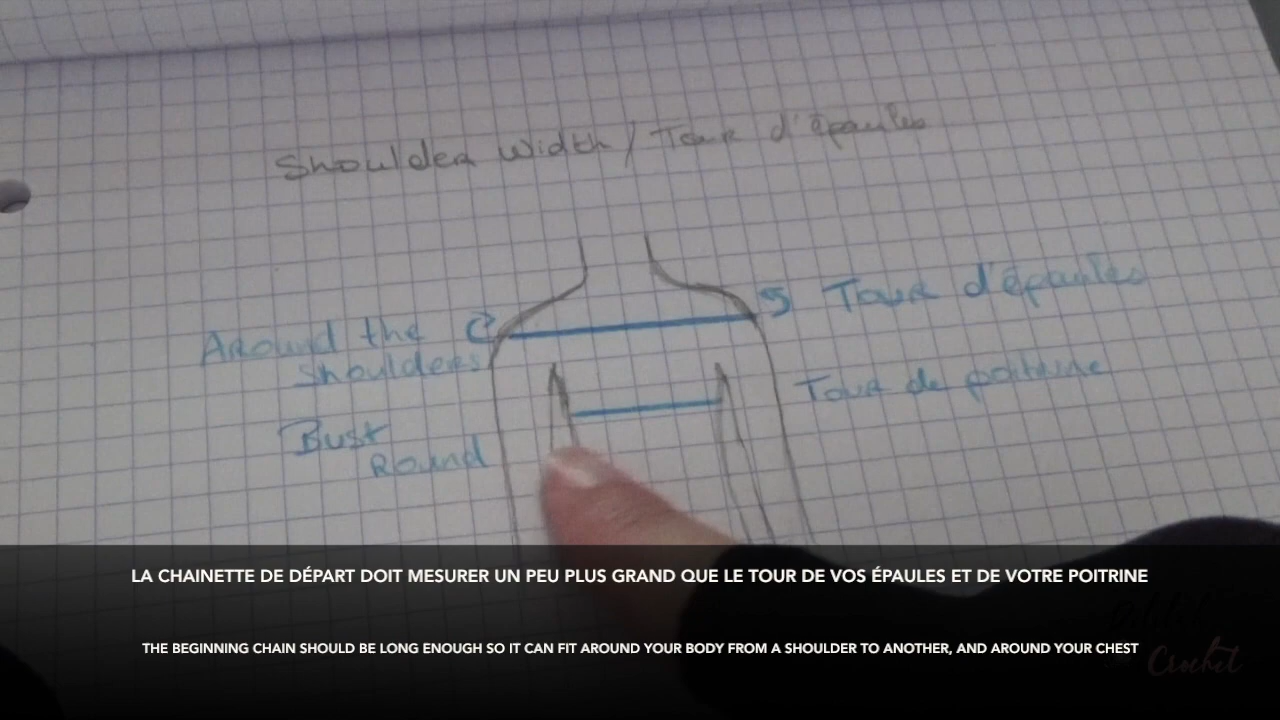 Shoulder Width / Tour d'épaules
Around the shoulders
Tour d'épaules
Bust Round
Tour de poitrine
LA CHAINETTE DE DÉPART DOIT MESURER UN PEU PLUS GRAND QUE LE TOUR DE VOS ÉPAULES ET DE VOTRE POITRINE
THE BEGINNING CHAIN SHOULD BE LONG ENOUGH SO IT CAN FIT AROUND YOUR BODY FROM A SHOULDER TO ANOTHER, AND AROUND YOUR CHEST
Crochet